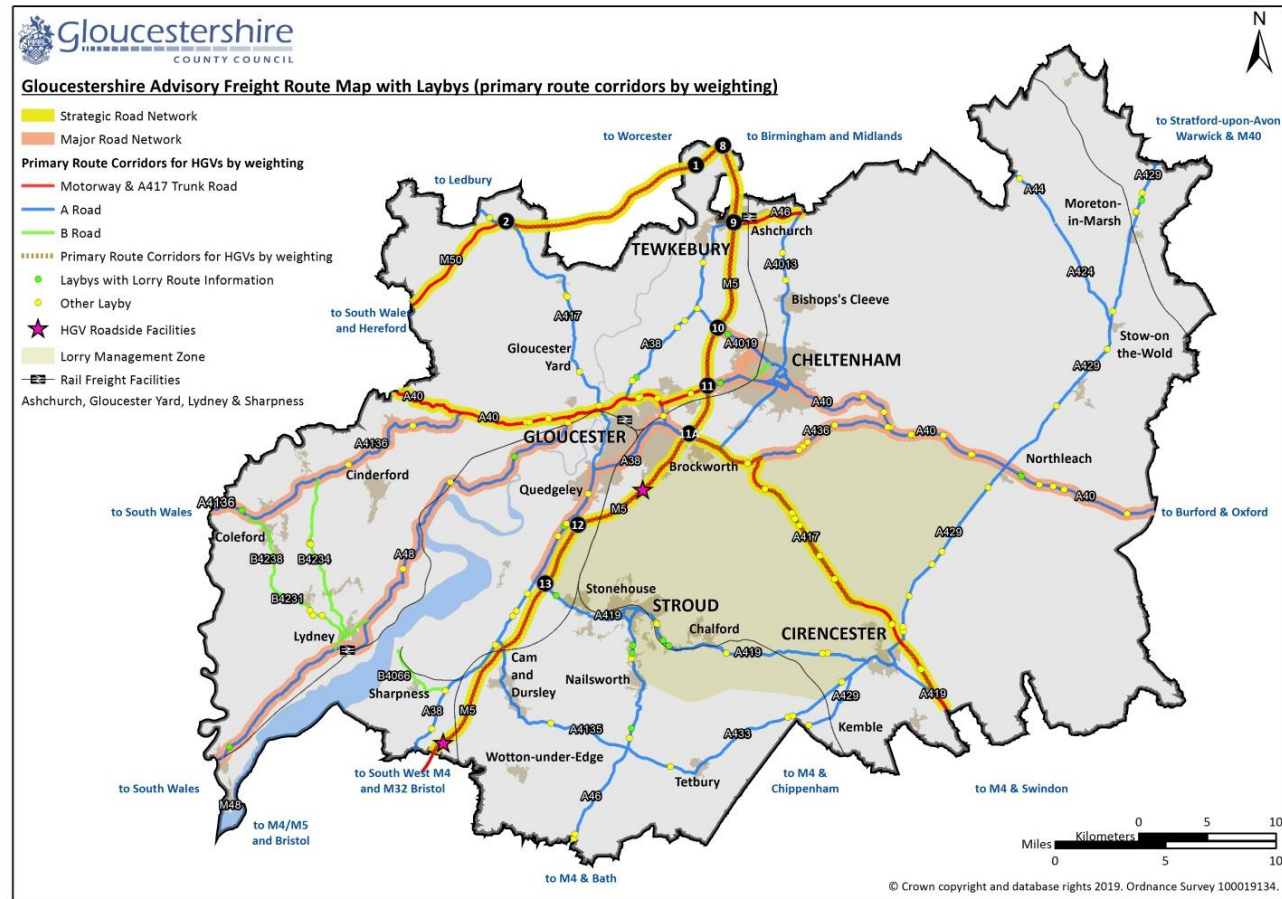 Gloucestershire
COUNTY COUNCIL
Gloucestershire Advisory Freight Route Map with Laybys (primary route corridors by weighting)
Strategic Road Network
Major Road Network
Primary Route Corridors for HGVs by weighting
Motorway & A417 Trunk Road
A Road
B Road
Primary Route Corridors for HGVs by weighting
Laybys with Lorry Route Information
Other Layby
HGV Roadside Facilities
Lorry Management Zone
Rail Freight Facilities
Ashchurch, Gloucester Yard, Lydney & Sharpness
N
to Worcester
to Birmingham and Midlands
to Stratford-upon-Avon
Warwick & M40
to Ledbury
8
1
A44
A429
Moreton-
in-Marsh
2
9
A46
Ashchurch
TEWKEBURY
M50
A4013
A424
M5
Bishops's Cleeve
to South Wales
and Hereford
A417
10
Stow-on
the-Wold
Gloucester
Yard
A38
A4019
CHELTENHAM
A429
11
A40
A40
A40
GLOUCESTER
11A
A436
A40
A4136
A38
Brockworth
Northleach
Cinderford
Quedgeley
M5
A40
A4136
to South Wales
to Burford & Oxford
Coleford
12
A417
A429
B4238
B4234
A48
13
Stonehouse
STROUD
B4231
A419
Chalford
CIRENCESTER
Lydney
A419
Cam
and
Dursley
Nailsworth
B4066
Sharpness
A429
A419
A38
M5
A4135
A433
Kemble
Wotton-under-Edge
Tetbury
to South Wales
to South West M4
and M32 Bristol
to M4 &
Chippenham
to M4 & Swindon
M48
A46
to M4/M5
and Bristol
to M4 & Bath
Kilometers
0 5 10
Miles
0 5 10
© Crown copyright and database rights 2019. Ordnance Survey 100019134.